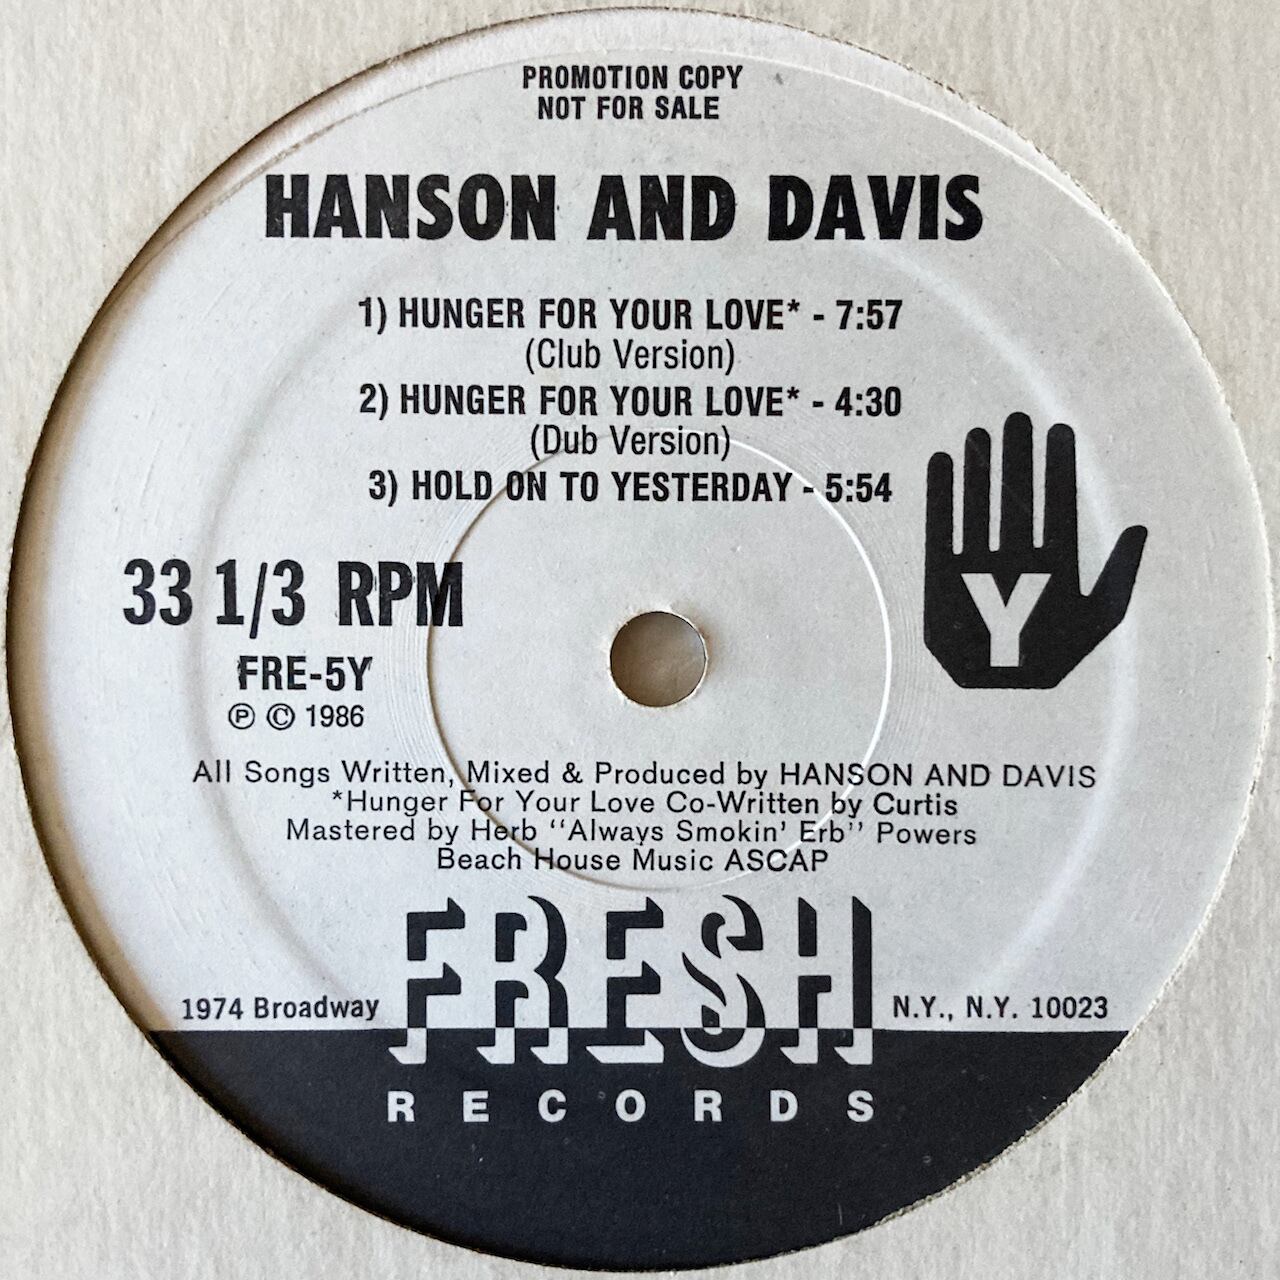 PROMOTION COPY
NOT FOR SALE
HANSON AND DAVIS
1) HUNGER FOR YOUR LOVE* - 7:57
(Club Version)
2) HUNGER FOR YOUR LOVE* - 4:30
(Dub Version)
3) HOLD ON TO YESTERDAY - 5:54
Y
33 1/3 RPM
FRE-5Y
℗ © 1986
All Songs Written, Mixed & Produced by HANSON AND DAVIS
*Hunger For Your Love Co-Written by Curtis
Mastered by Herb ‘‘Always Smokin’ Erb’’ Powers
Beach House Music ASCAP
1974 Broadway FRESH N.Y., N.Y. 10023
RECORDS